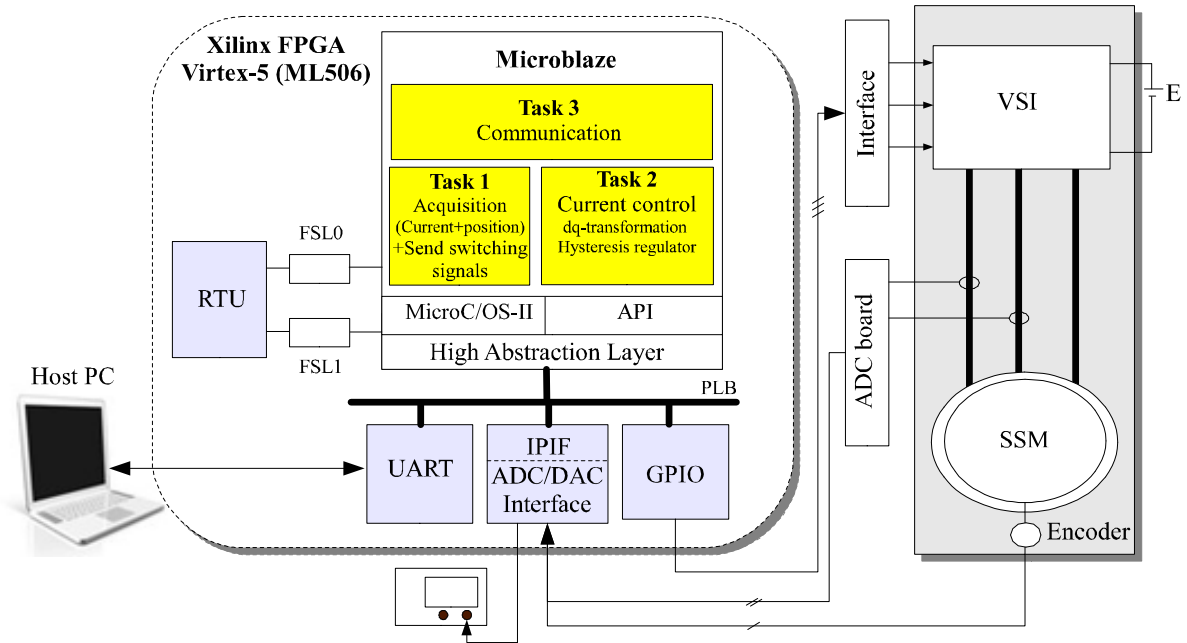 Xilinx FPGA
Virtex-5 (ML506)
Microblaze
Task 3
Communication
Task 1
Acquisition
(Current+position)
+Send switching
signals
Task 2
Current control
dq-transformation
Hysteresis regulator
MicroC/OS-II
API
High Abstraction Layer
RTU
FSL0
FSL1
Host PC
PLB
UART
IPIF
ADC/DAC
Interface
GPIO
Interface
ADC board
VSI
E
SSM
Encoder